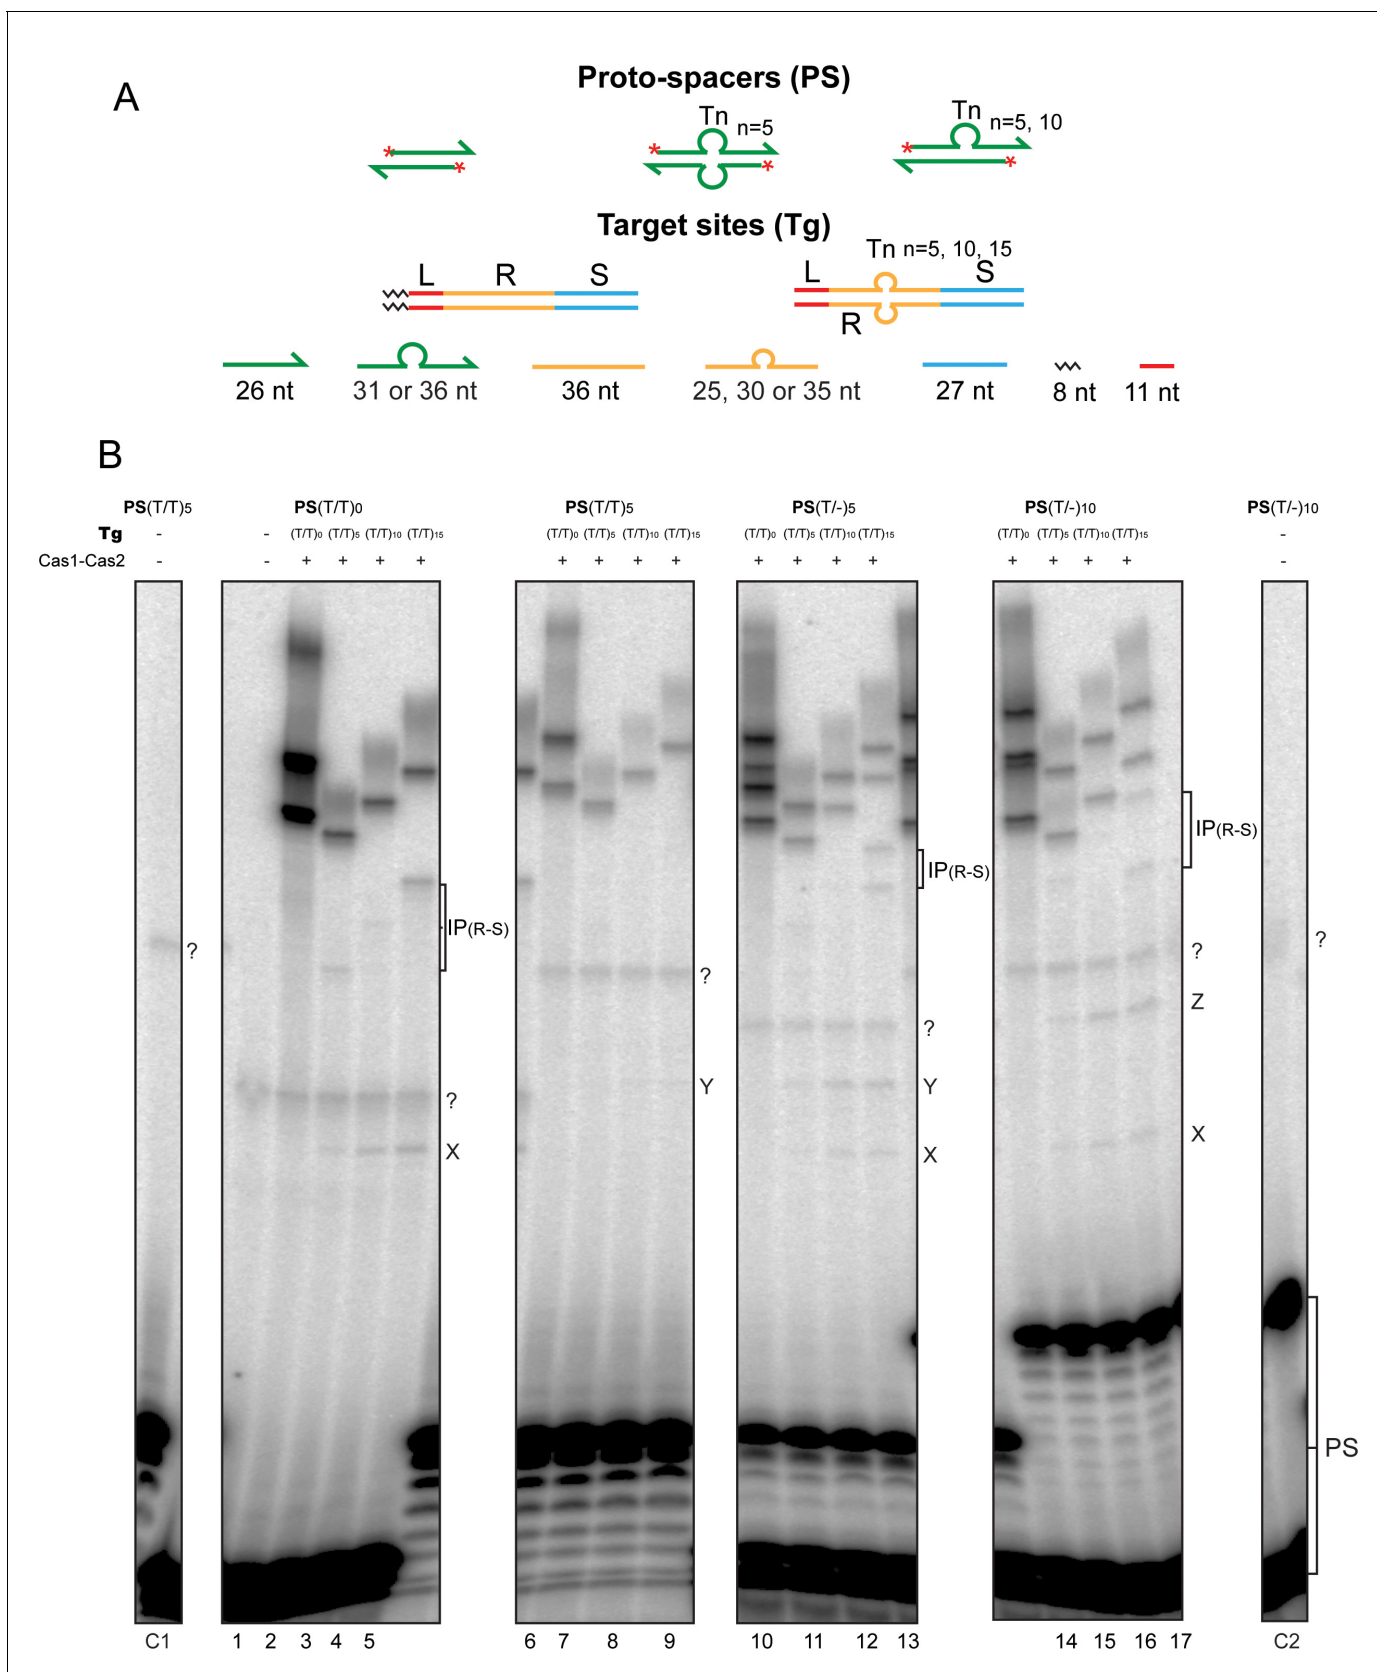 A
Proto-spacers (PS)
Tn n=5
Tn n=5, 10
* * * * * *
Target sites (Tg)
L R S
Tn n=5, 10, 15
L S
R
26 nt 31 or 36 nt 36 nt 25, 30 or 35 nt 27 nt 8 nt 11 nt
B
PS(T/T)5 PS(T/T)0 PS(T/T)5 PS(T/-)5 PS(T/-)10 PS(T/-)10
Tg - - (T/T)0 (T/T)5 (T/T)10 (T/T)15 (T/T)0 (T/T)5 (T/T)10 (T/T)15 (T/T)0 (T/T)5 (T/T)10 (T/T)15 (T/T)0 (T/T)5 (T/T)10 (T/T)15 -
Cas1-Cas2 - - + + + + + + + + + + + + + + + + -
IP(R-S)
IP(R-S)
IP(R-S)
? ? ?
? Z
?
Y Y
? X
X X
PS
C1 1 2 3 4 5 6 7 8 9 10 11 12 13 14 15 16 17 C2